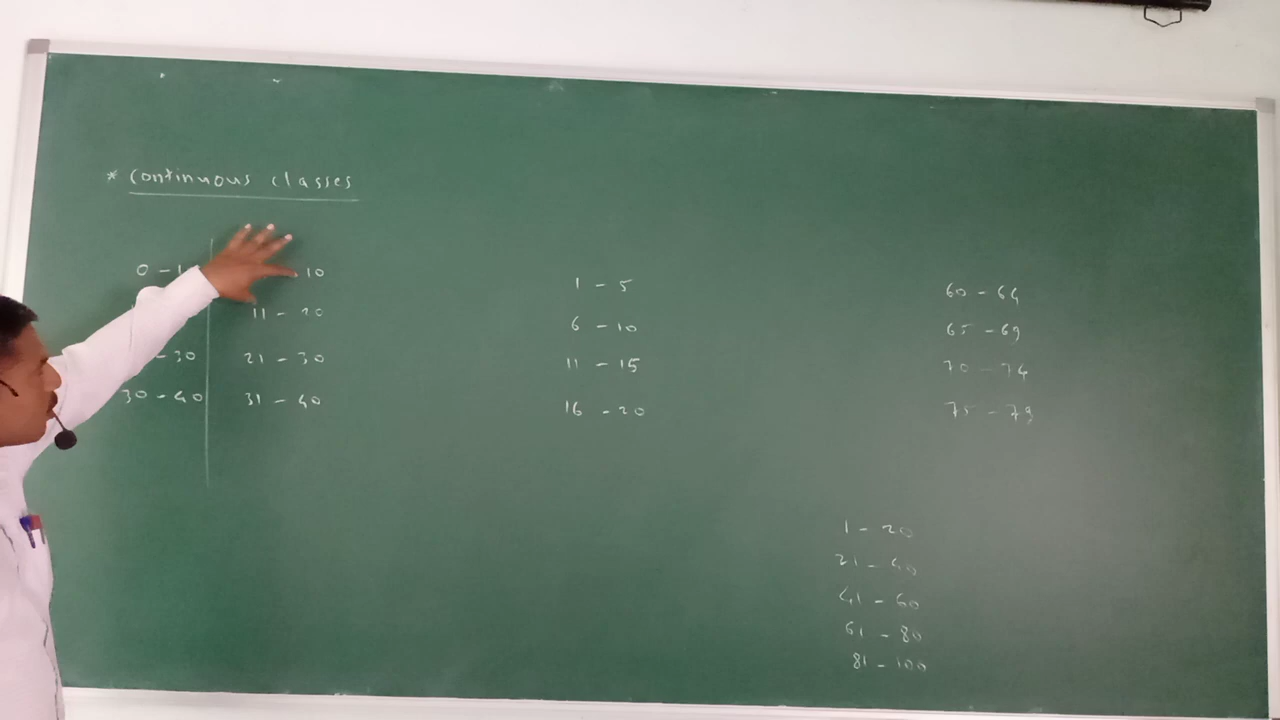 * Continuous classes
0 - 10
11 - 20
- 30 21 - 30
30 - 40 31 - 40
1 - 5
6 - 10
11 - 15
16 - 20
60 - 64
65 - 69
70 - 74
75 - 79
1 - 20
21 - 40
41 - 60
61 - 80
81 - 100